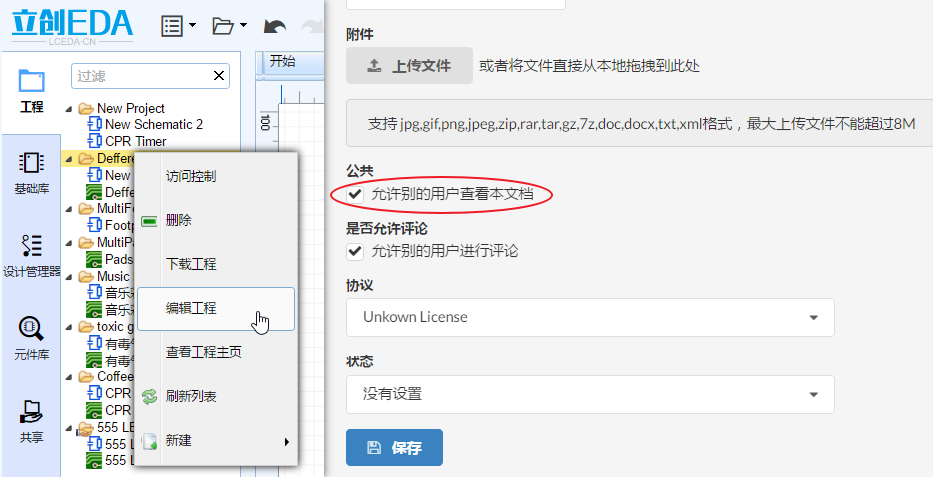 立创EDA
LCEDA·CN
工程
基础库
设计管理器
元件库
共享
过滤
New Project
New Schematic 2
CPR Timer
Deffere
New
Deffe
MultiFo
Footp
MultiPa
Pads
Music
音乐
音乐
toxic g
有毒
有毒
Coffee
CPR
CPR
555 LE
555 L
555 L
访问控制
删除
下载工程
编辑工程
查看工程主页
刷新列表
新建
开始
100
附件
上传文件 或者将文件直接从本地拖拽到此处
支持 jpg,gif,png,jpeg,zip,rar,tar,gz,7z,doc,docx,txt,xml格式，最大上传文件不能超过8M
公共
允许别的用户查看本文档
是否允许评论
允许别的用户进行评论
协议
Unkown License
状态
没有设置
保存